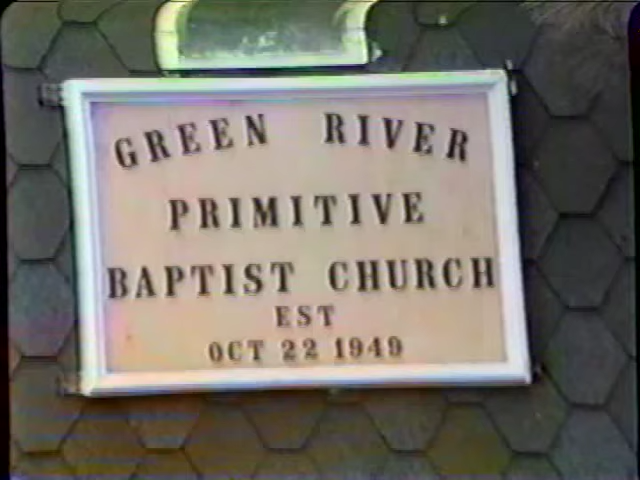 GREEN RIVER
PRIMITIVE
BAPTIST CHURCH
EST
OCT 22 1949